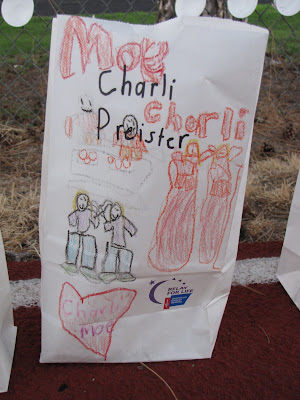 Moe
Charli
Charli
Preister
Charli
Moe
RELAY
FOR LIFE